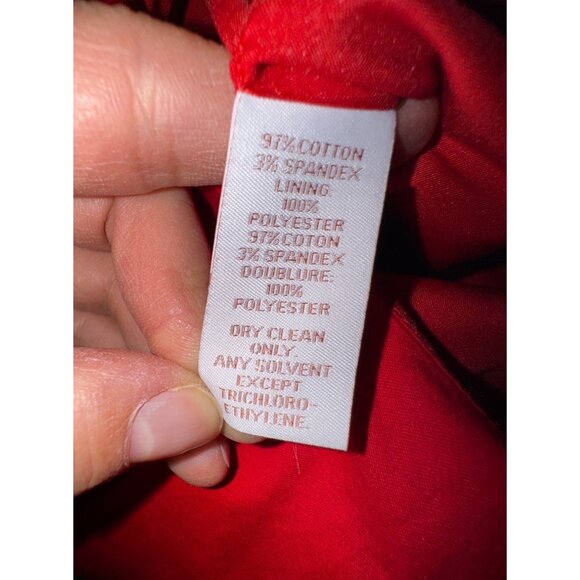 97% COTTON
3% SPANDEX
LINING:
100%
POLYESTER
97% COTON
3% SPANDEX
DOUBLURE:
100%
POLYESTER
DRY CLEAN
ONLY.
ANY SOLVENT
EXCEPT
TRICHLORO-
ETHYLENE.